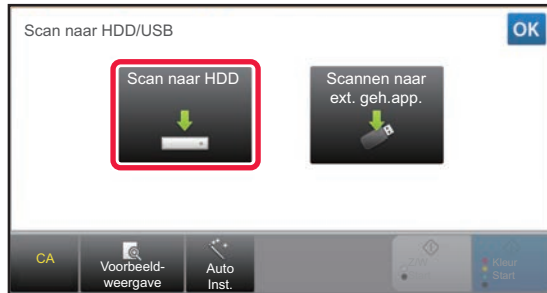 Scan naar HDD/USB
OK
Scan naar HDD
Scannen naar
ext. geh.app.
CA
Voorbeeld-
weergave
Auto
Inst.
Z/W
Start
Kleur
Start